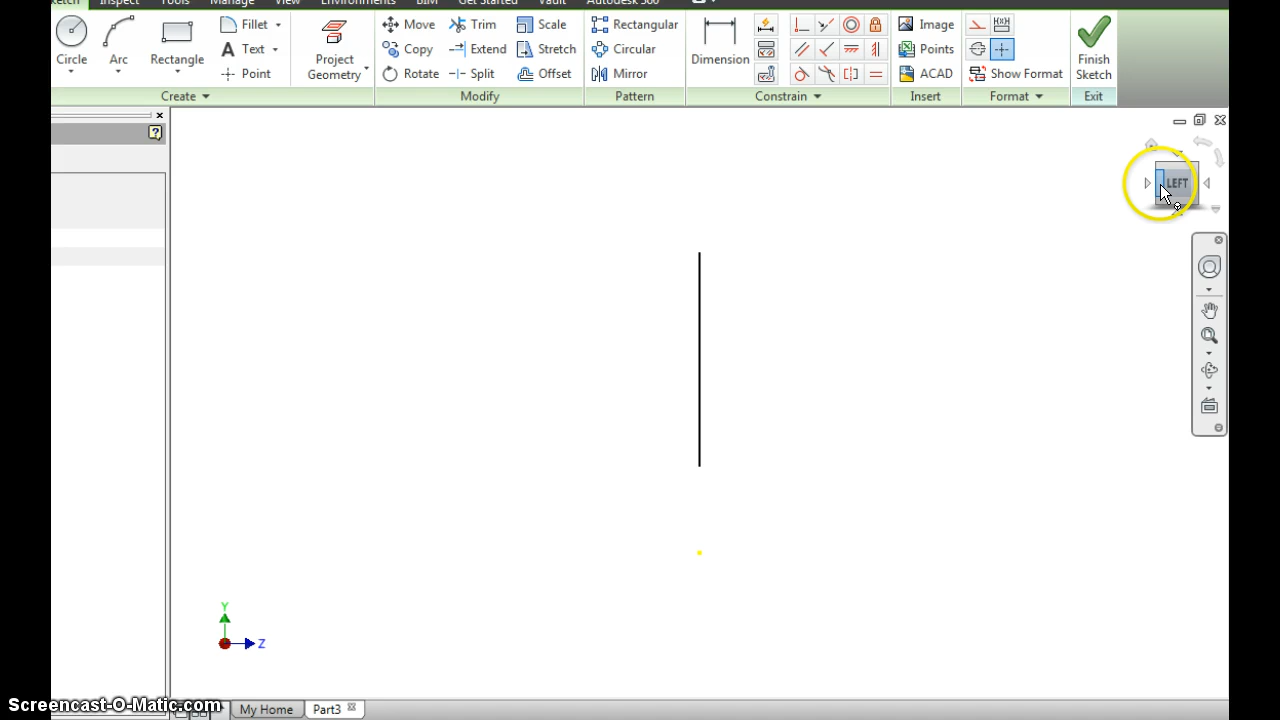 Sketch Inspect Tools Manage View Environments BIM Get Started Vault Autodesk 360
Circle Arc Rectangle Fillet Text Point Project Geometry Move Copy Rotate Trim Extend Split Scale Stretch Offset Rectangular Circular Mirror Dimension Image Points ACAD Show Format Finish Sketch
Create Modify Pattern Constrain Insert Format Exit
LEFT
Y
Z
My Home Part3
Screencast-O-Matic.com